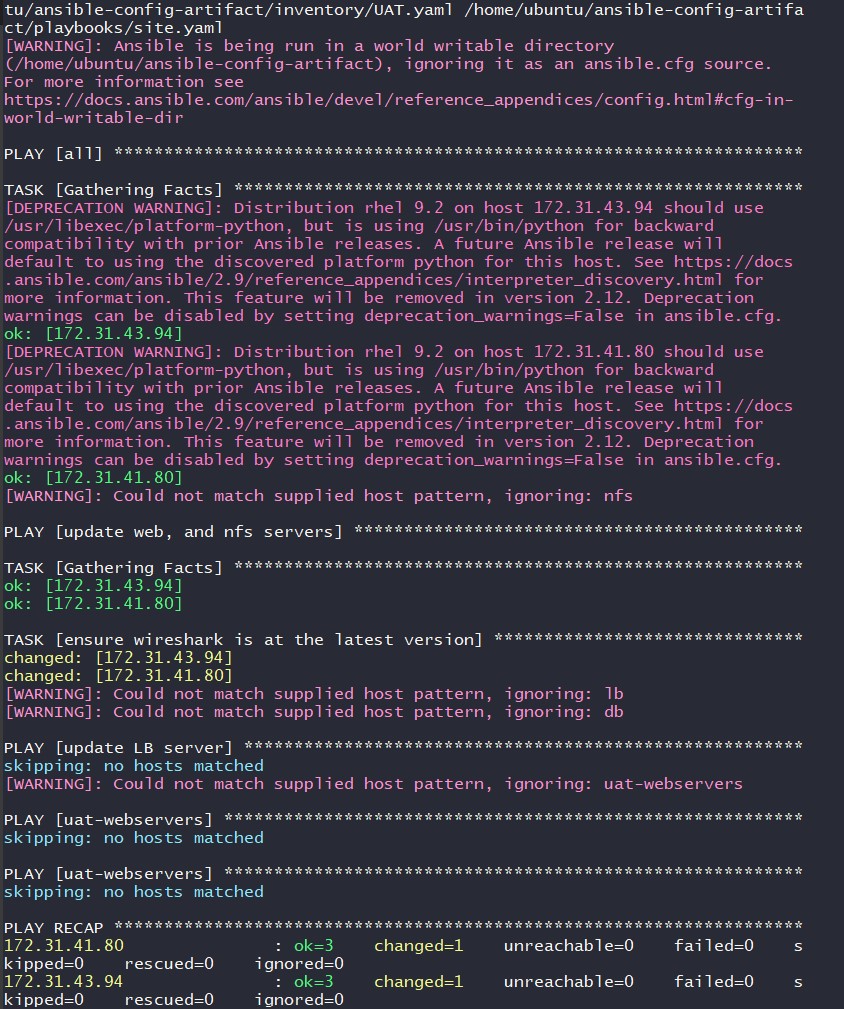 tu/ansible-config-artifact/inventory/UAT.yaml /home/ubuntu/ansible-config-artifa
ct/playbooks/site.yaml
[WARNING]: Ansible is being run in a world writable directory
(/home/ubuntu/ansible-config-artifact), ignoring it as an ansible.cfg source.
For more information see
https://docs.ansible.com/ansible/devel/reference_appendices/config.html#cfg-in-
world-writable-dir
PLAY [all] *********************************************************************
TASK [Gathering Facts] *********************************************************
[DEPRECATION WARNING]: Distribution rhel 9.2 on host 172.31.43.94 should use
/usr/libexec/platform-python, but is using /usr/bin/python for backward
compatibility with prior Ansible releases. A future Ansible release will
default to using the discovered platform python for this host. See https://docs
.ansible.com/ansible/2.9/reference_appendices/interpreter_discovery.html for
more information. This feature will be removed in version 2.12. Deprecation
warnings can be disabled by setting deprecation_warnings=False in ansible.cfg.
ok: [172.31.43.94]
[DEPRECATION WARNING]: Distribution rhel 9.2 on host 172.31.41.80 should use
/usr/libexec/platform-python, but is using /usr/bin/python for backward
compatibility with prior Ansible releases. A future Ansible release will
default to using the discovered platform python for this host. See https://docs
.ansible.com/ansible/2.9/reference_appendices/interpreter_discovery.html for
more information. This feature will be removed in version 2.12. Deprecation
warnings can be disabled by setting deprecation_warnings=False in ansible.cfg.
ok: [172.31.41.80]
[WARNING]: Could not match supplied host pattern, ignoring: nfs
PLAY [update web, and nfs servers] *********************************************
TASK [Gathering Facts] *********************************************************
ok: [172.31.43.94]
ok: [172.31.41.80]
TASK [ensure wireshark is at the latest version] *******************************
changed: [172.31.43.94]
changed: [172.31.41.80]
[WARNING]: Could not match supplied host pattern, ignoring: lb
[WARNING]: Could not match supplied host pattern, ignoring: db
PLAY [update LB server] ********************************************************
skipping: no hosts matched
[WARNING]: Could not match supplied host pattern, ignoring: uat-webservers
PLAY [uat-webservers] **********************************************************
skipping: no hosts matched
PLAY [uat-webservers] **********************************************************
skipping: no hosts matched
PLAY RECAP *********************************************************************
172.31.41.80               : ok=3    changed=1    unreachable=0    failed=0    s
kipped=0    rescued=0    ignored=0
172.31.43.94               : ok=3    changed=1    unreachable=0    failed=0    s
kipped=0    rescued=0    ignored=0